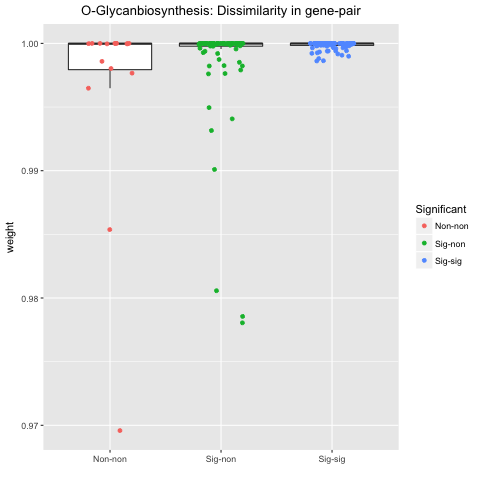 O-Glycanbiosynthesis: Dissimilarity in gene-pair
weight
1.00
0.99
0.98
0.97
Non-non
Sig-non
Sig-sig
Significant
Non-non
Sig-non
Sig-sig